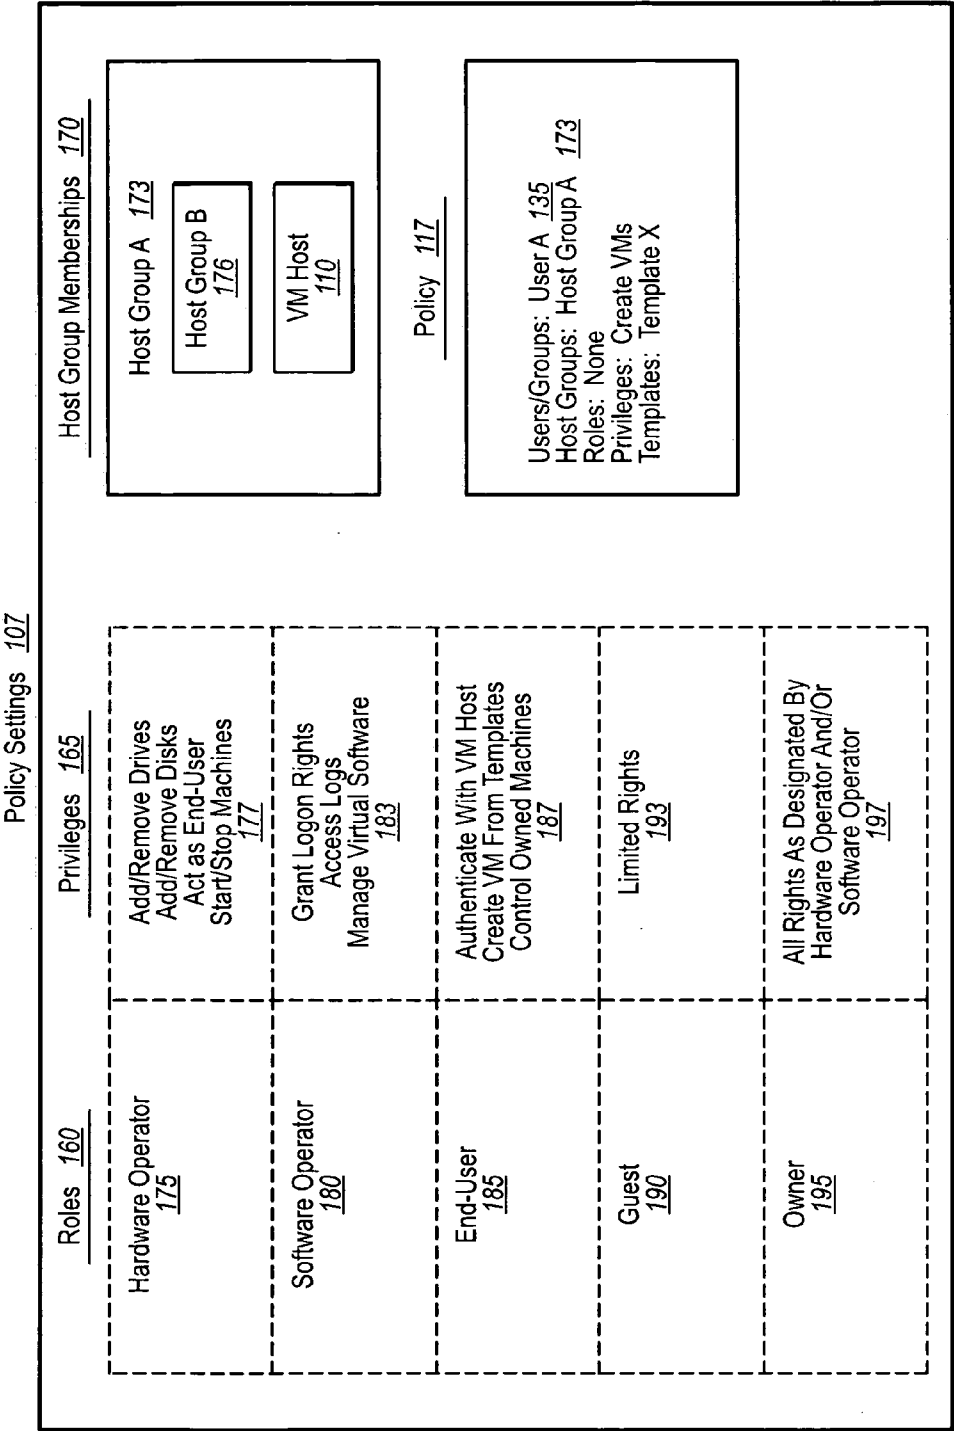 Policy Settings 107
Roles 160
Privileges 165
Hardware Operator
175
Add/Remove Drives
Add/Remove Disks
Act as End-User
Start/Stop Machines
177
Software Operator
180
Grant Logon Rights
Access Logs
Manage Virtual Software
183
End-User
185
Authenticate With VM Host
Create VM From Templates
Control Owned Machines
187
Guest
190
Limited Rights
193
Owner
195
All Rights As Designated By
Hardware Operator And/Or
Software Operator
197
Host Group Memberships 170
Host Group A 173
Host Group B
176
VM Host
110
Policy 117
Users/Groups: User A 135
Host Groups: Host Group A 173
Roles: None
Privileges: Create VMs
Templates: Template X